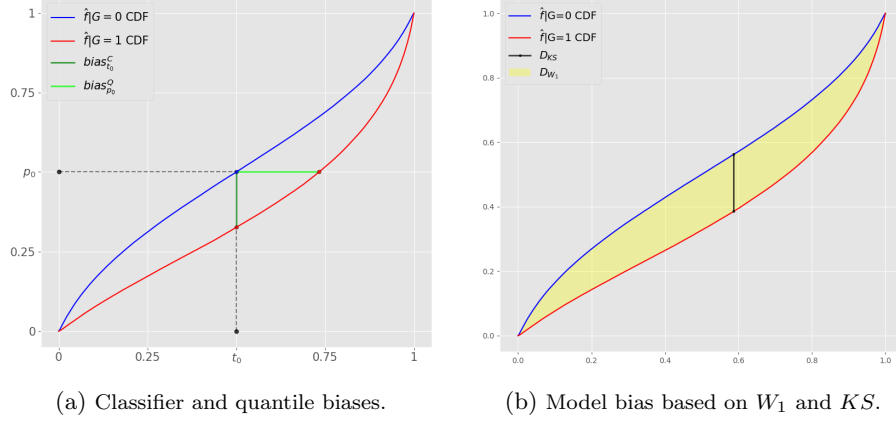 f̂|G = 0 CDF
f̂|G = 1 CDF
bias^C_{t_0}
bias^Q_{p_0}
1
0.75
p_0
0.25
0
0
0.25
t_0
0.75
1
(a) Classifier and quantile biases.
f̂|G=0 CDF
f̂|G=1 CDF
D_{KS}
D_{W_1}
1.0
0.8
0.6
0.4
0.2
0.0
0.0
0.2
0.4
0.6
0.8
1.0
(b) Model bias based on W_1 and KS.